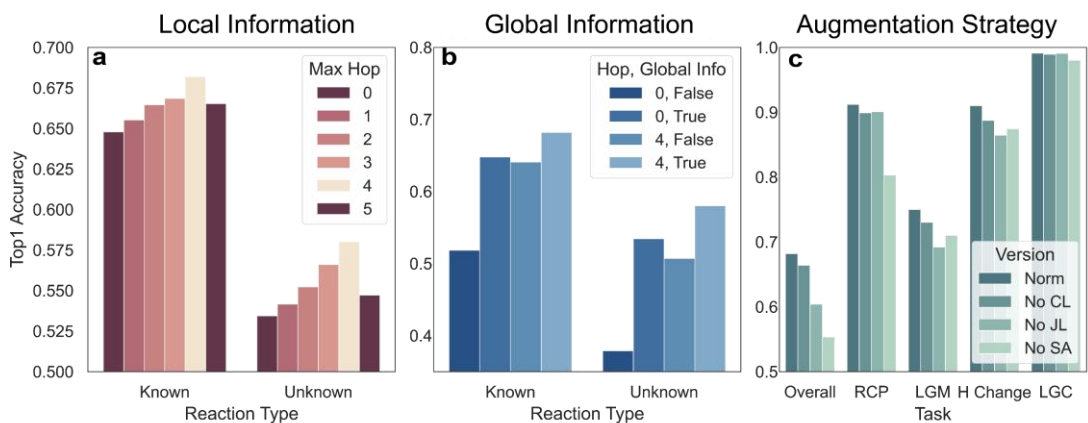 Local Information
a
Top1 Accuracy
0.700
0.675
0.650
0.625
0.600
0.575
0.550
0.525
0.500
Max Hop
0
1
2
3
4
5
Known Unknown
Reaction Type
Global Information
b
0.8
0.7
0.6
0.5
0.4
Hop, Global Info
0, False
0, True
4, False
4, True
Known Unknown
Reaction Type
Augmentation Strategy
c
1.0
0.9
0.8
0.7
0.6
0.5
Version
Norm
No CL
No JL
No SA
Overall RCP LGM H Change LGC
Task